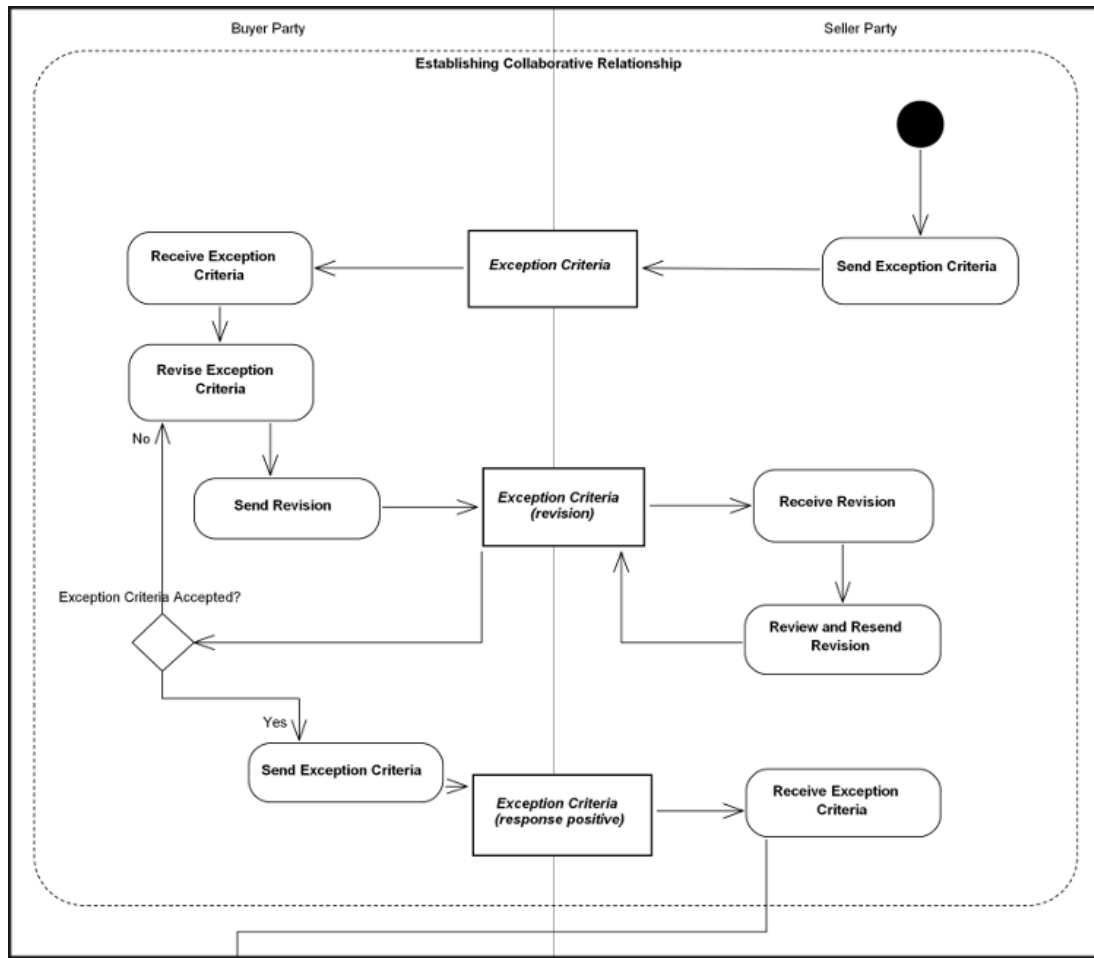 Buyer Party
Seller Party
Establishing Collaborative Relationship
Receive Exception
Criteria
Exception Criteria
Send Exception Criteria
Revise Exception
Criteria
No
Send Revision
Exception Criteria
(revision)
Receive Revision
Exception Criteria Accepted?
Review and Resend
Revision
Yes
Send Exception Criteria
Exception Criteria
(response positive)
Receive Exception
Criteria